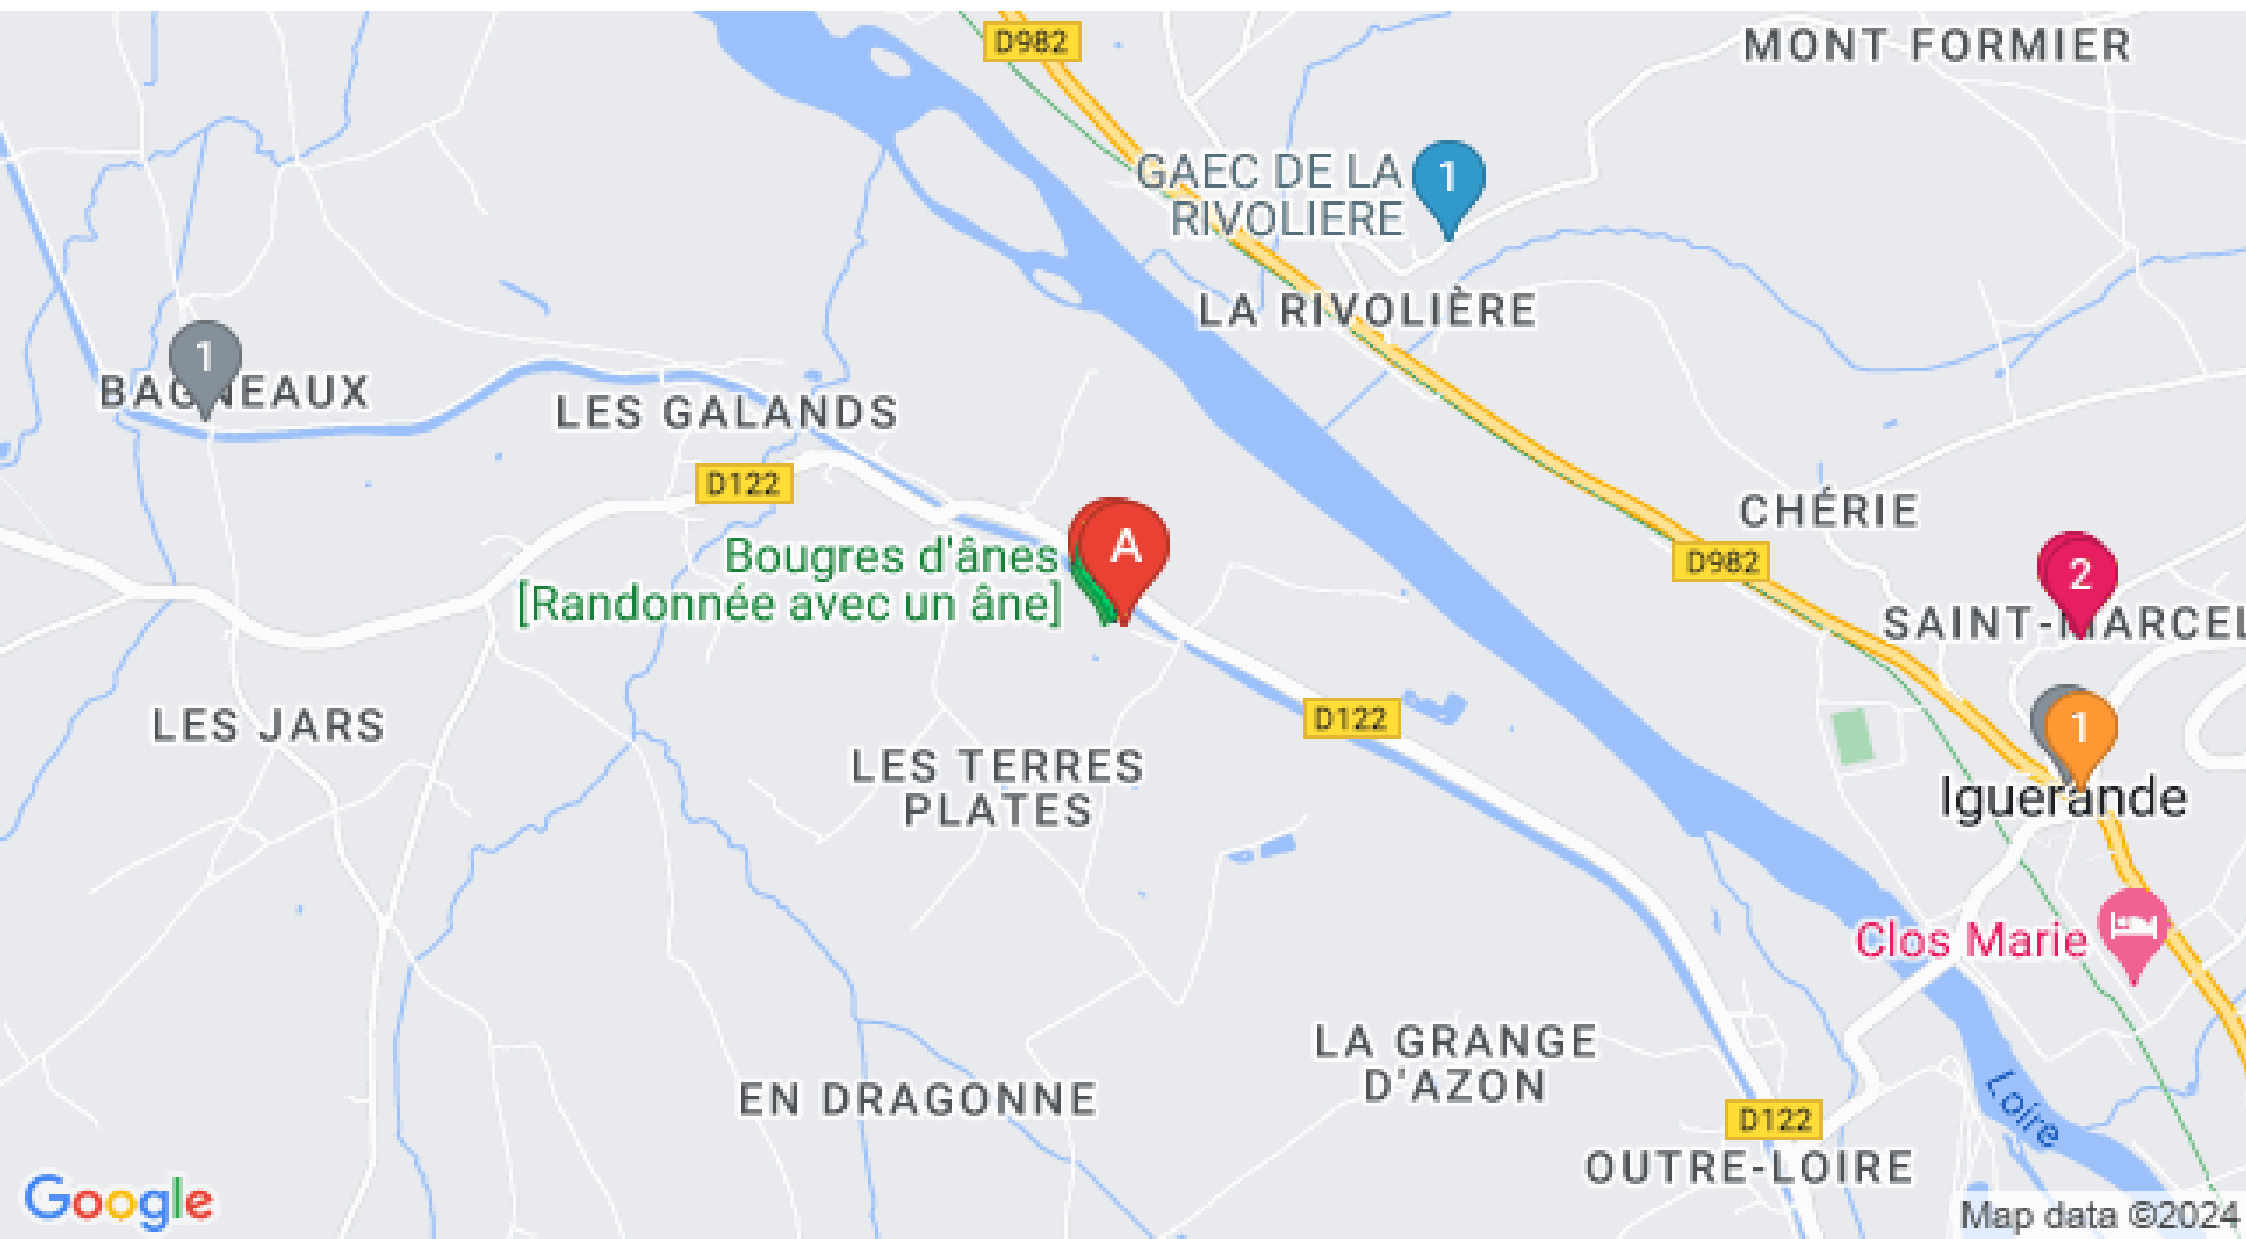 D982
MONT FORMIER
GAEC DE LA
RIVOLIERE
1
LA RIVOLIÈRE
1
BAGNEAUX
LES GALANDS
D122
CHÉRIE
A
Bougres d'ânes
[Randonnée avec un âne]
D982
2
SAINT-MARCEL
LES JARS
D122
1
LES TERRES
PLATES
Iguerande
Clos Marie
LA GRANGE
D'AZON
EN DRAGONNE
Loire
D122
OUTRE-LOIRE
Google
Map data ©2024